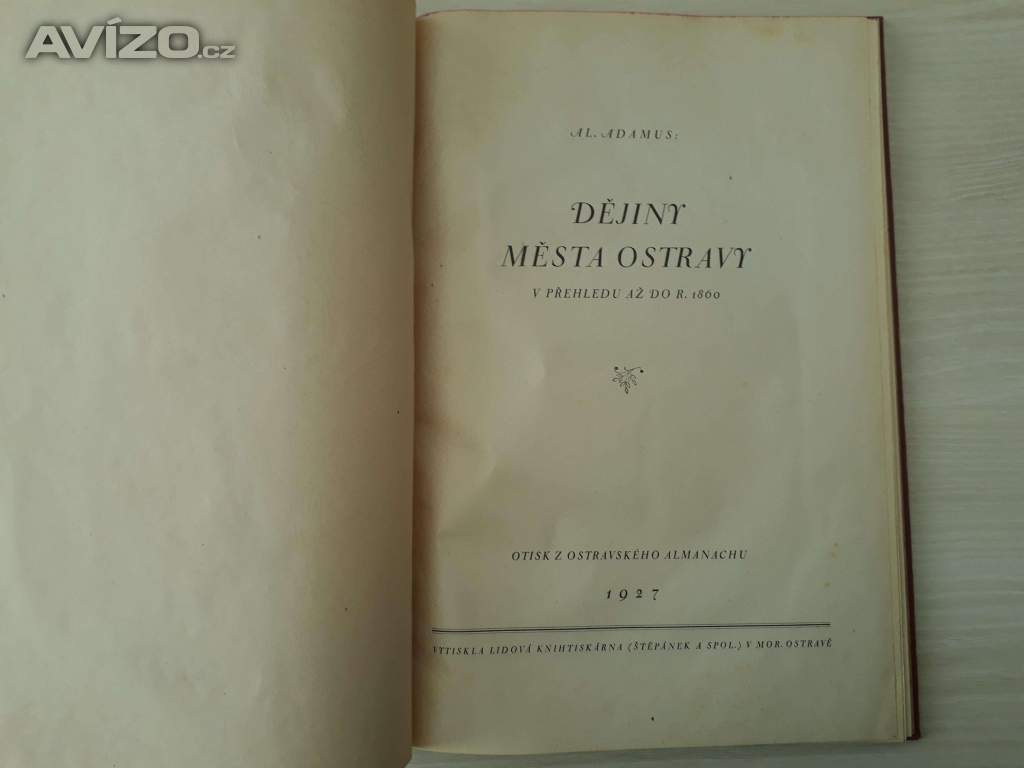 AVÍZO.cz
AL. ADAMUS:
DĚJINY
MĚSTA OSTRAVY
V PŘEHLEDU AŽ DO R. 1860
OTISK Z OSTRAVSKÉHO ALMANACHU
1927
VYTISKLA LIDOVÁ KNIHTISKÁRNA (ŠTĚPÁNEK A SPOL.) V MOR. OSTRAVĚ